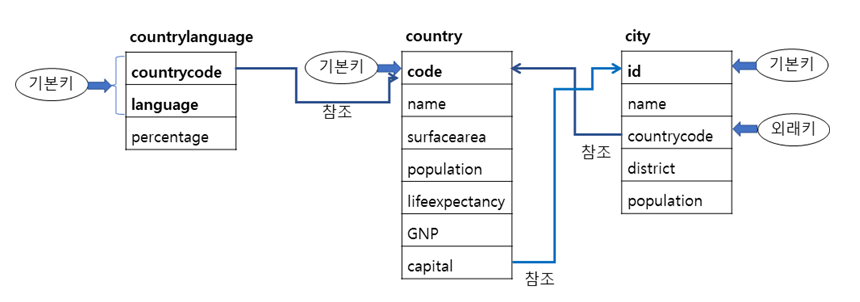 countrylanguage
기본키
countrycode
language
percentage
참조
country
기본키
code
name
surfacearea
population
lifeexpectancy
GNP
capital
참조
city
id
기본키
name
countrycode
외래키
참조
district
population